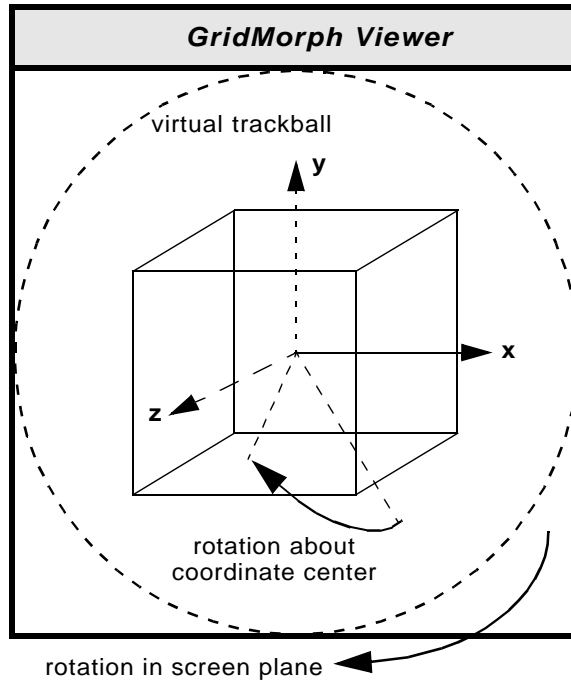 GridMorph Viewer
virtual trackball
y
x
z
rotation about
coordinate center
rotation in screen plane